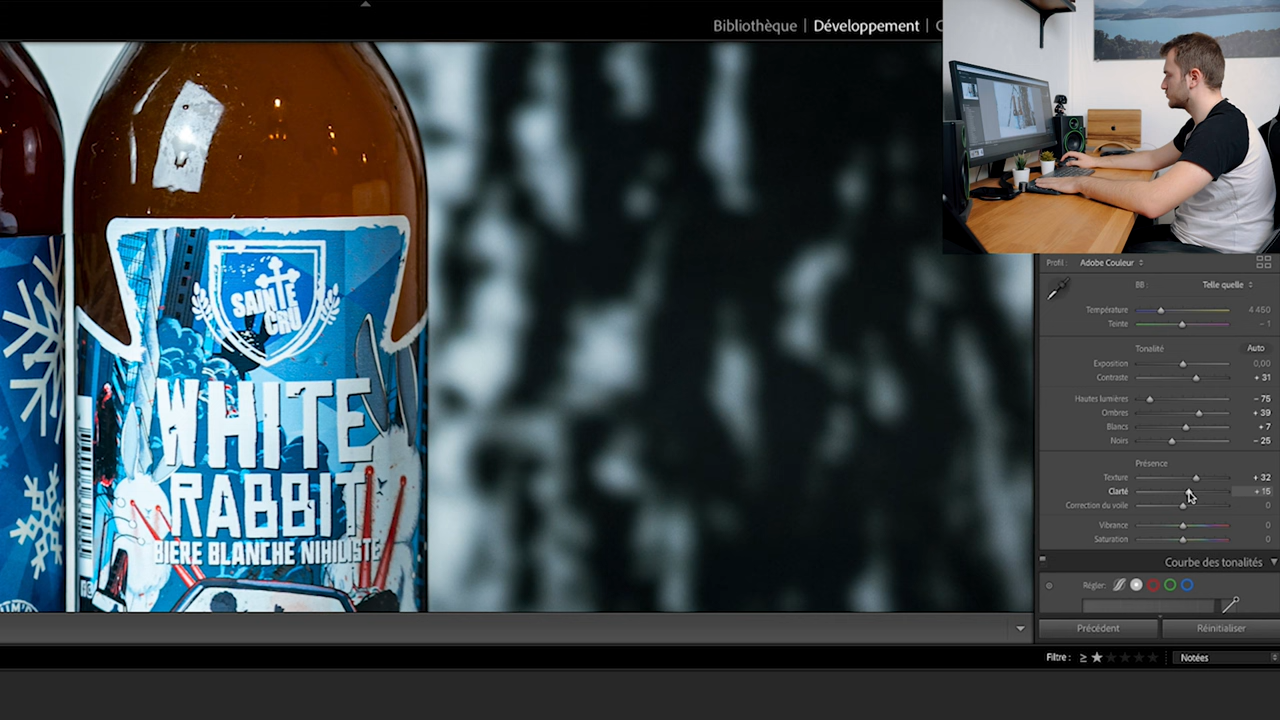 Bibliothèque | Développement | C
SAINTE
CRU
WHITE
RABBIT
BIÈRE BLANCHE NIHILISTE
Profil : Adobe Couleur
BB : Telle quelle
Température 4 450
Teinte – 1
Tonalité Auto
Exposition 0,00
Contraste + 31
Hautes lumières – 75
Ombres + 39
Blancs + 7
Noirs – 25
Présence
Texture + 32
Clarté + 15
Correction du voile 0
Vibrance 0
Saturation 0
Courbe des tonalités
Régler :
Précédent Réinitialiser
Filtre : ≥ ★★★★★ Notées